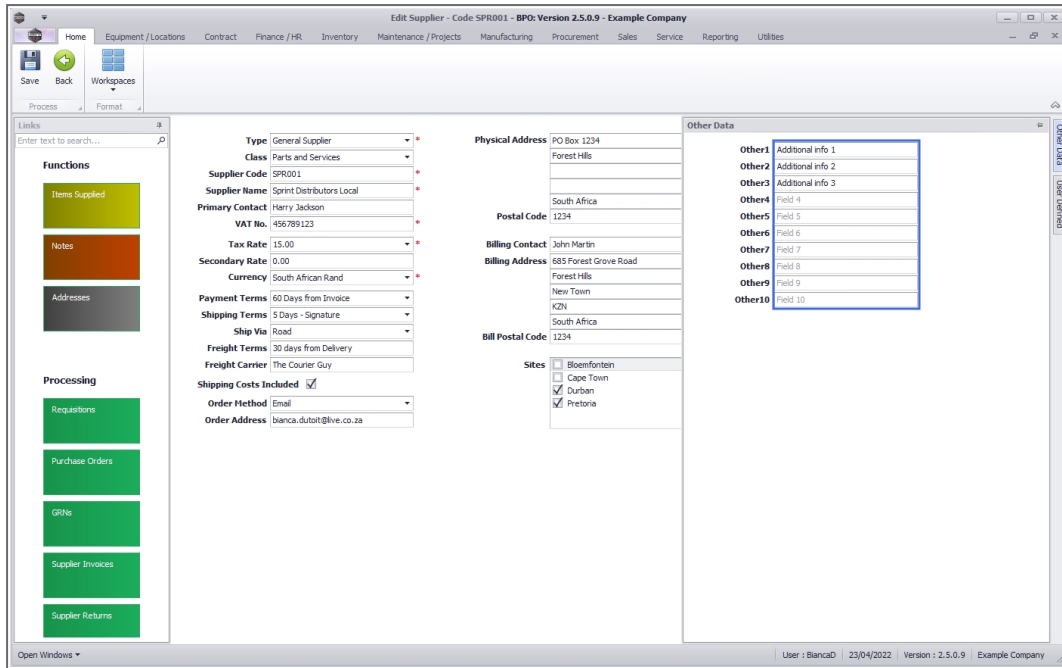 Edit Supplier - Code SPR001 - BPO: Version 2.5.0.9 - Example Company
Home Equipment / Locations Contract Finance / HR Inventory Maintenance / Projects Manufacturing Procurement Sales Service Reporting Utilities
Save Back Workspaces
Process Format
Links
Enter text to search...
Functions
Items Supplied
Notes
Addresses
Processing
Requisitions
Purchase Orders
GRNs
Supplier Invoices
Supplier Returns
Type General Supplier *
Class Parts and Services
Supplier Code SPR001 *
Supplier Name Sprint Distributors Local *
Primary Contact Harry Jackson
VAT No. 456789123 *
Tax Rate 15.00 *
Secondary Rate 0.00
Currency South African Rand *
Payment Terms 60 Days from Invoice
Shipping Terms 5 Days - Signature
Ship Via Road
Freight Terms 30 days from Delivery
Freight Carrier The Courier Guy
Shipping Costs Included
Order Method Email
Order Address bianca.dutoit@live.co.za
Physical Address PO Box 1234
Forest Hills
South Africa
Postal Code 1234
Billing Contact John Martin
Billing Address 685 Forest Grove Road
Forest Hills
New Town
KZN
South Africa
Bill Postal Code 1234
Sites Bloemfontein
Cape Town
Durban
Pretoria
Other Data
Other1 Additional info 1
Other2 Additional info 2
Other3 Additional info 3
Other4 Field 4
Other5 Field 5
Other6 Field 6
Other7 Field 7
Other8 Field 8
Other9 Field 9
Other10 Field 10
Other Data
User Defined
Open Windows
User : BiancaD 23/04/2022 Version : 2.5.0.9 Example Company